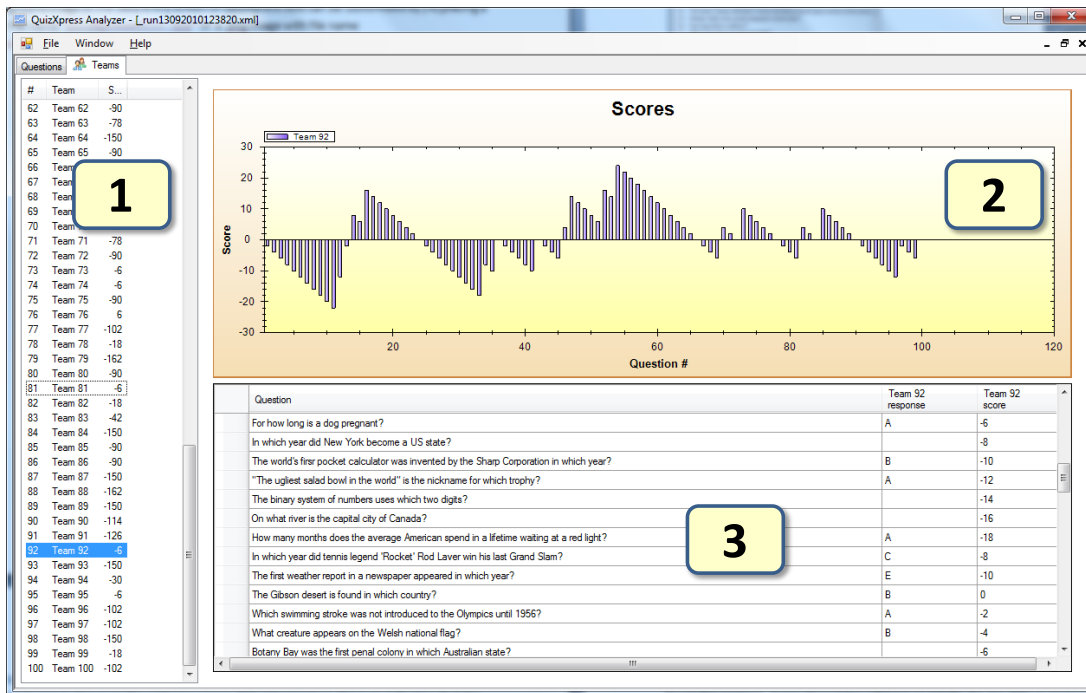 QuizXpress Analyzer - [_run13092010123820.xml]
File Window Help
Questions Teams
# Team S...
62 Team 62 -90
63 Team 63 -78
64 Team 64 -150
65 Team 65 -90
66 Team
67 Team
68 Team
69 Team
70 Team
71 Team 71 -78
72 Team 72 -90
73 Team 73 -6
74 Team 74 -6
75 Team 75 -90
76 Team 76 6
77 Team 77 -102
78 Team 78 -18
79 Team 79 -162
80 Team 80 -90
81 Team 81 -6
82 Team 82 -18
83 Team 83 -42
84 Team 84 -150
85 Team 85 -90
86 Team 86 -90
87 Team 87 -150
88 Team 88 -162
89 Team 89 -150
90 Team 90 -114
91 Team 91 -126
92 Team 92 -6
93 Team 93 -150
94 Team 94 -30
95 Team 95 -6
96 Team 96 -102
97 Team 97 -102
98 Team 98 -150
99 Team 99 -18
100 Team 100 -102
1
Scores
Team 92
30
20
10
0
-10
-20
-30
Score
20 40 60 80 100 120
Question #
2
Question Team 92 response Team 92 score
For how long is a dog pregnant? A -6
In which year did New York become a US state? -8
The world's firsr pocket calculator was invented by the Sharp Corporation in which year? B -10
"The ugliest salad bowl in the world" is the nickname for which trophy? A -12
The binary system of numbers uses which two digits? -14
On what river is the capital city of Canada? -16
How many months does the average American spend in a lifetime waiting at a red light? A -18
In which year did tennis legend 'Rocket' Rod Laver win his last Grand Slam? C -8
The first weather report in a newspaper appeared in which year? E -10
The Gibson desert is found in which country? B 0
Which swimming stroke was not introduced to the Olympics until 1956? A -2
What creature appears on the Welsh national flag? B -4
Botany Bay was the first penal colony in which Australian state? -6
3